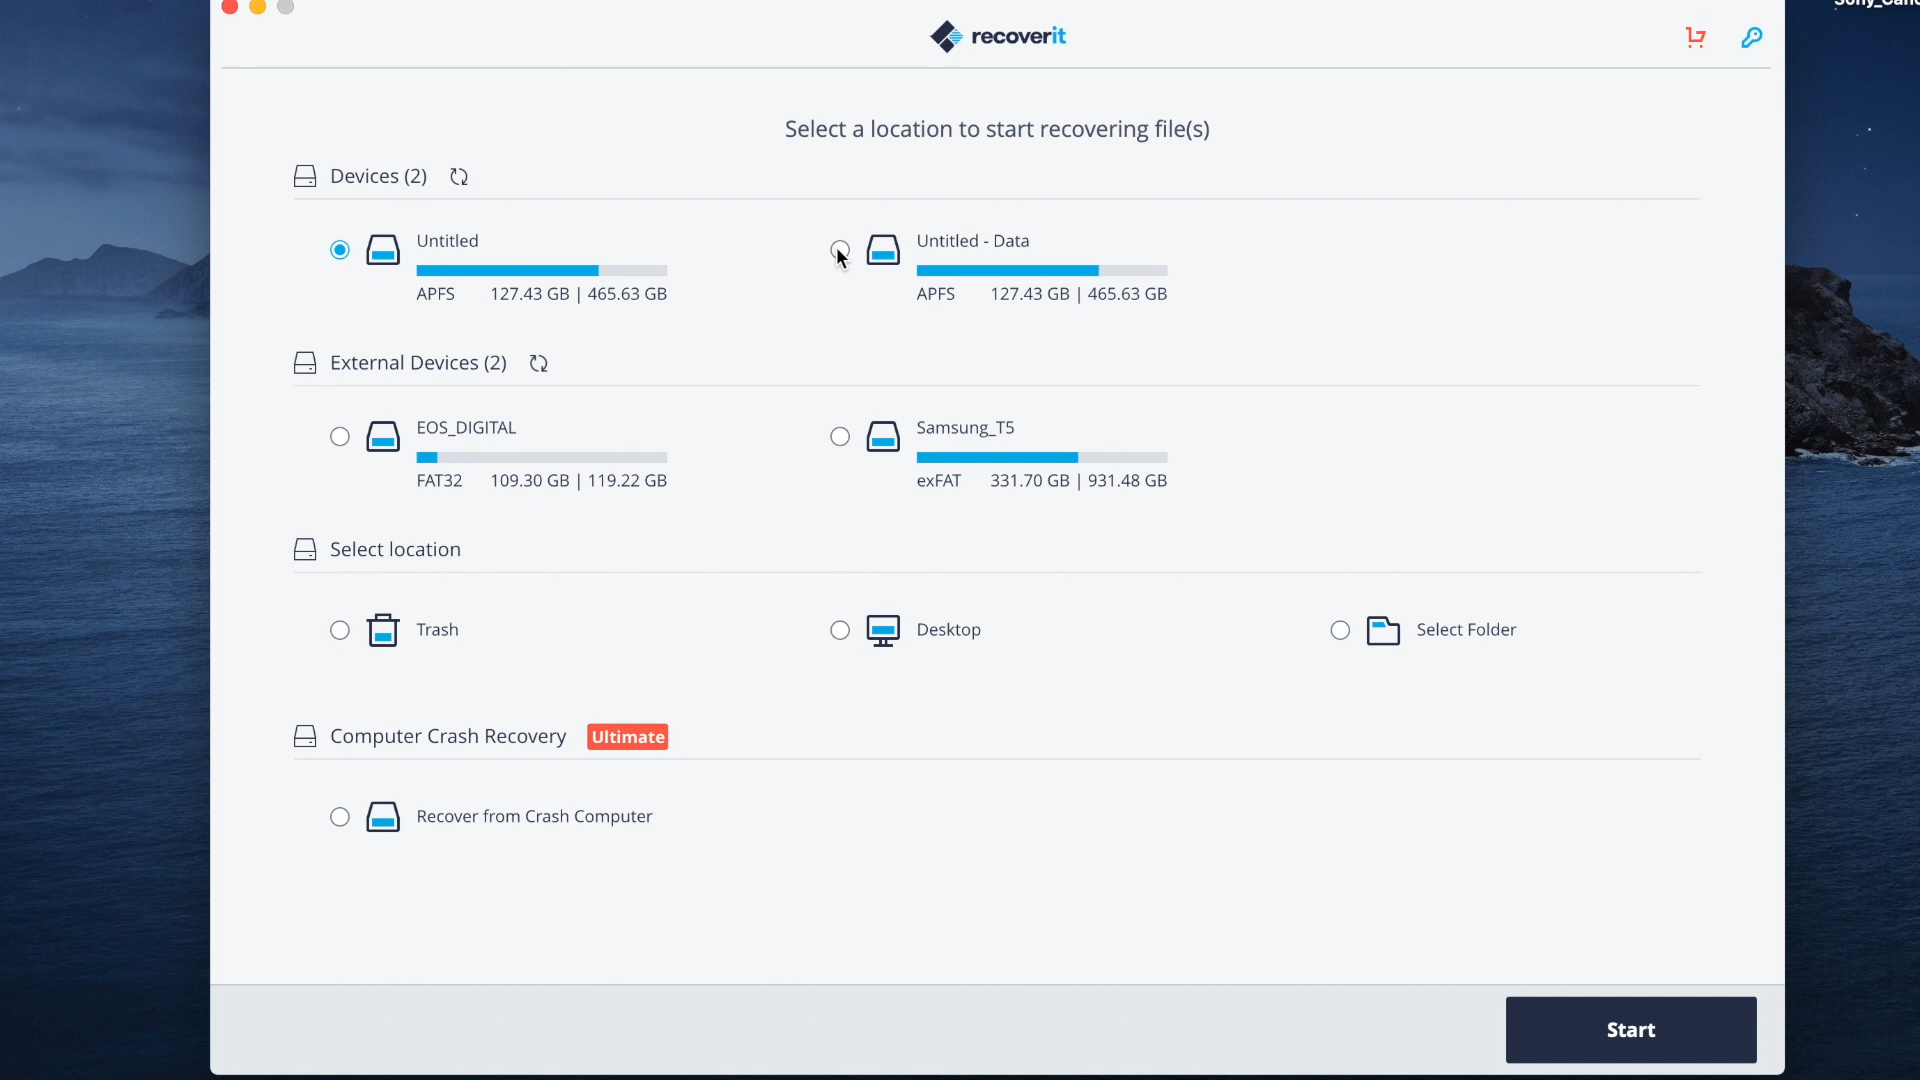 recoverit
Select a location to start recovering file(s)
Devices (2)
Untitled
APFS 127.43 GB | 465.63 GB
Untitled - Data
APFS 127.43 GB | 465.63 GB
External Devices (2)
EOS_DIGITAL
FAT32 109.30 GB | 119.22 GB
Samsung_T5
exFAT 331.70 GB | 931.48 GB
Select location
Trash
Desktop
Select Folder
Computer Crash Recovery Ultimate
Recover from Crash Computer
Start